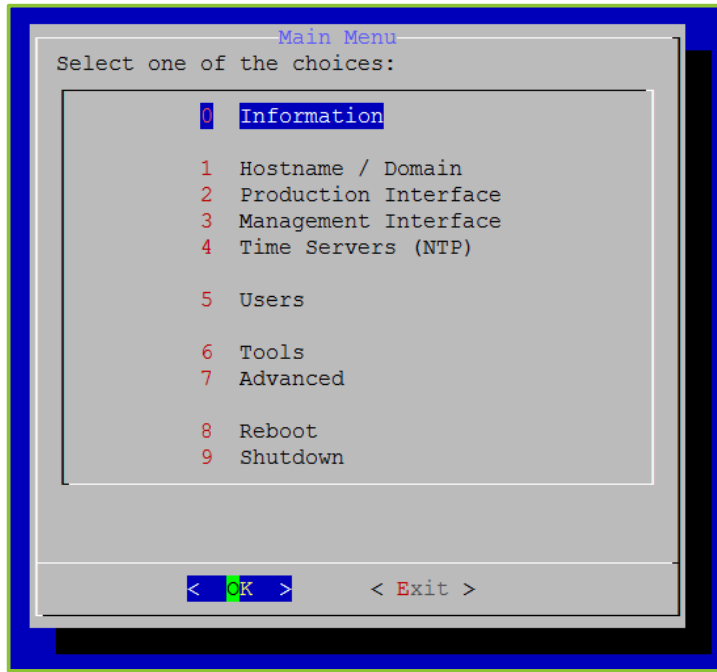 Main Menu
Select one of the choices:
0 Information
1 Hostname / Domain
2 Production Interface
3 Management Interface
4 Time Servers (NTP)
5 Users
6 Tools
7 Advanced
8 Reboot
9 Shutdown
< OK > < Exit >